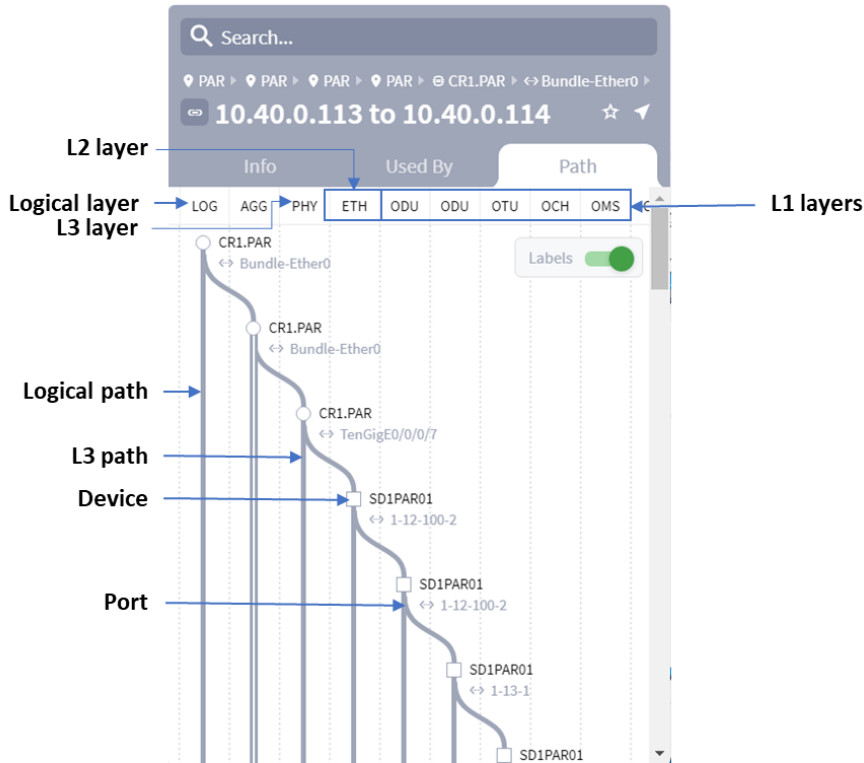 Search...
PAR PAR PAR PAR CR1.PAR Bundle-Ether0
10.40.0.113 to 10.40.0.114
L2 layer
Info Used By Path
Logical layer
LOG AGG PHY ETH ODU ODU OTU OCH OMS
L1 layers
L3 layer
CR1.PAR
Bundle-Ether0
Labels
CR1.PAR
Bundle-Ether0
Logical path
CR1.PAR
TenGigE0/0/0/7
L3 path
Device
SD1PAR01
1-12-100-2
SD1PAR01
Port
1-12-100-2
SD1PAR01
1-13-1
SD1PAR01